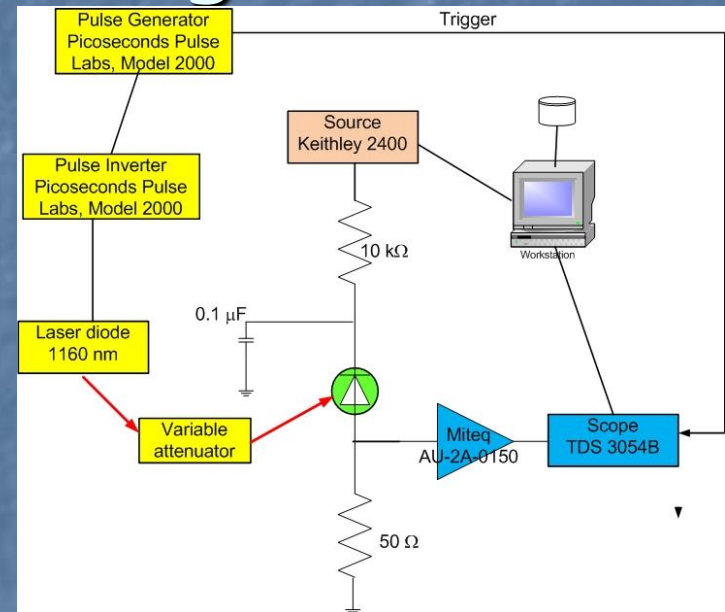 Pulse Generator
Picoseconds Pulse
Labs, Model 2000
Trigger
Source
Keithley 2400
Pulse Inverter
Picoseconds Pulse
Labs, Model 2000
Workstation
10 kΩ
0.1 μF
Laser diode
1160 nm
Variable
attenuator
Miteq
AU-2A-0150
Scope
TDS 3054B
50 Ω